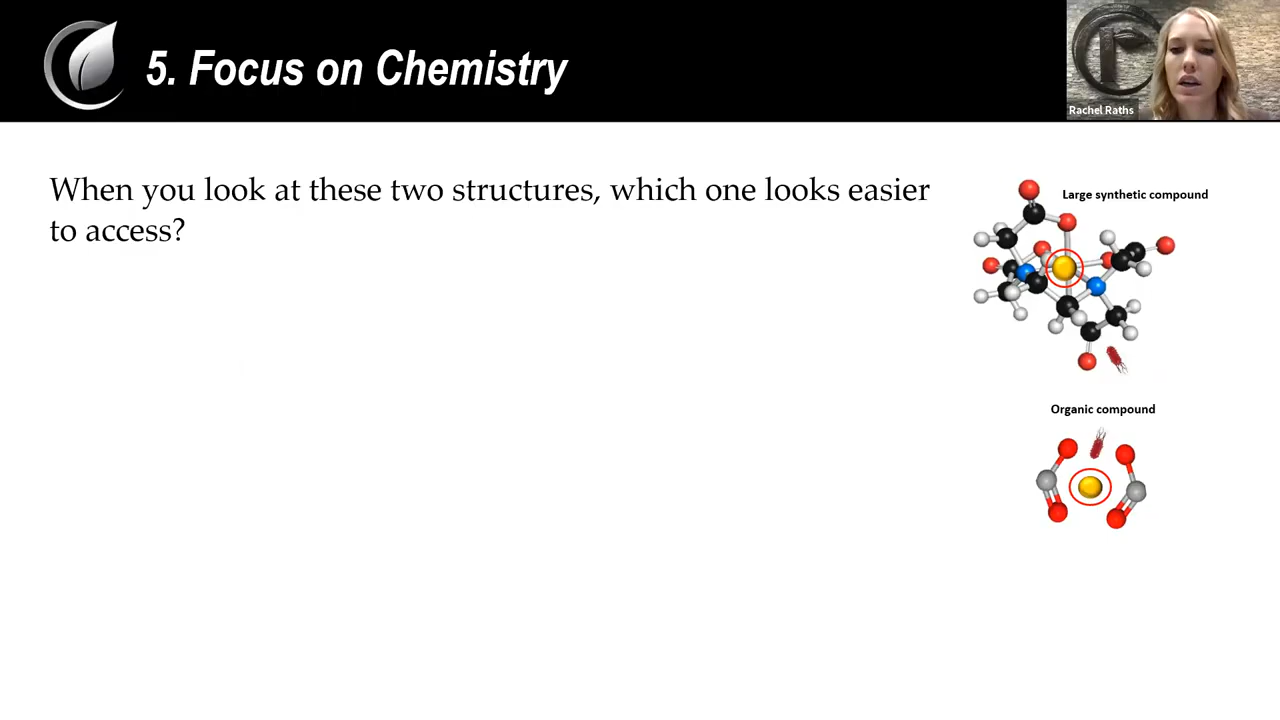 5. Focus on Chemistry
Rachel Raths
When you look at these two structures, which one looks easier
to access?
Large synthetic compound
Organic compound